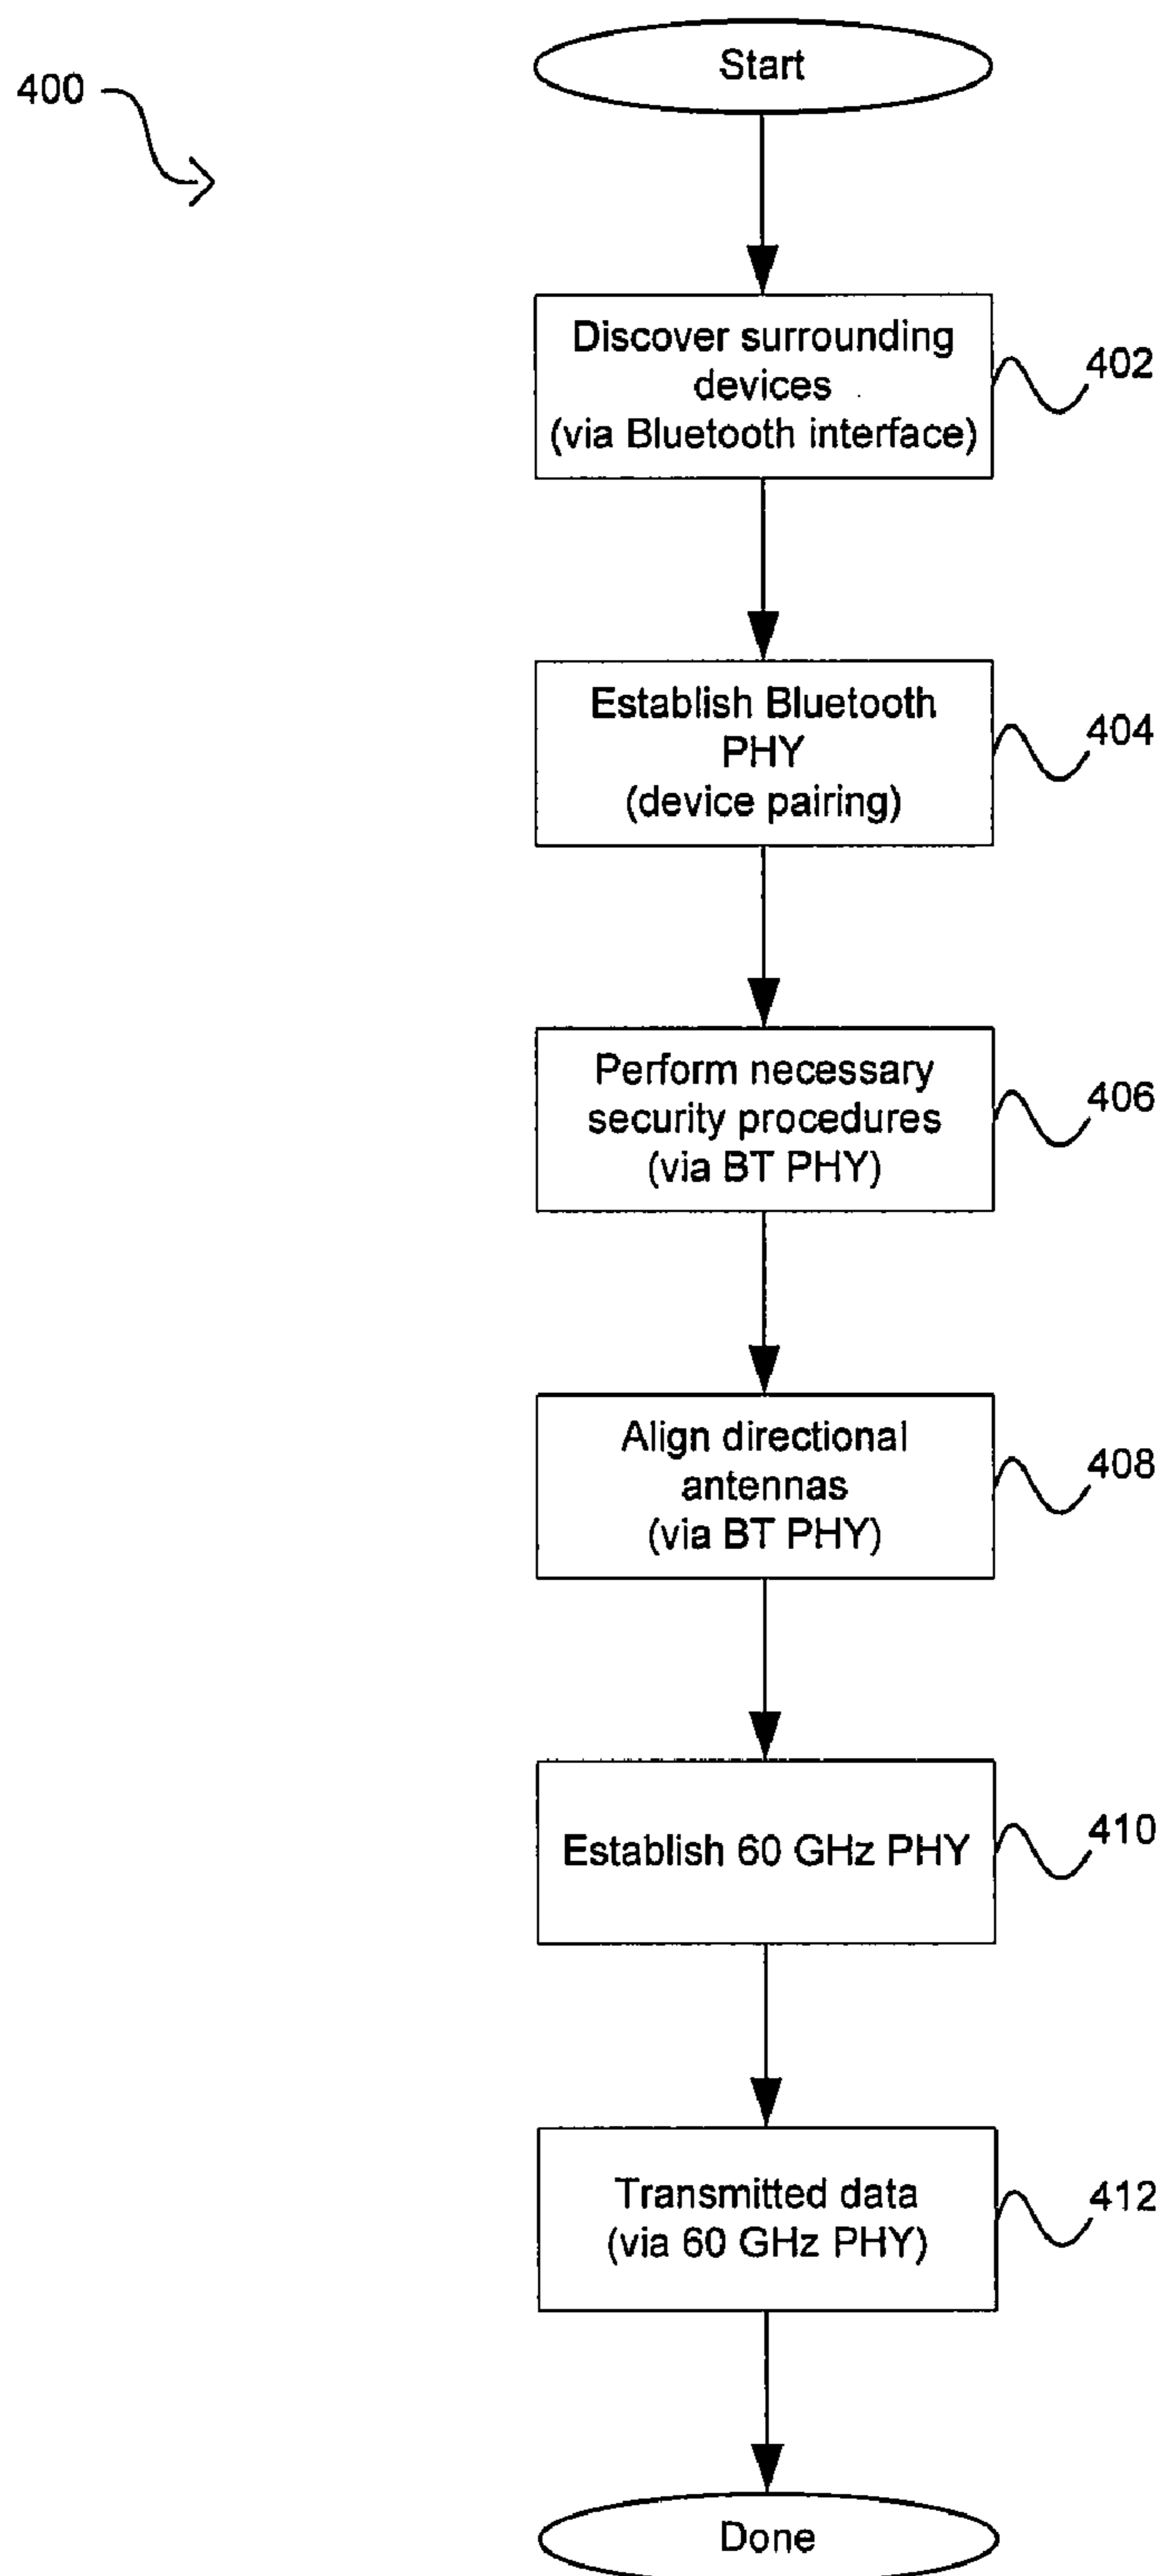 400
Start
Discover surrounding
devices
(via Bluetooth interface)
402
Establish Bluetooth
PHY
(device pairing)
404
Perform necessary
security procedures
(via BT PHY)
406
Align directional
antennas
(via BT PHY)
408
Establish 60 GHz PHY
410
Transmitted data
(via 60 GHz PHY)
412
Done